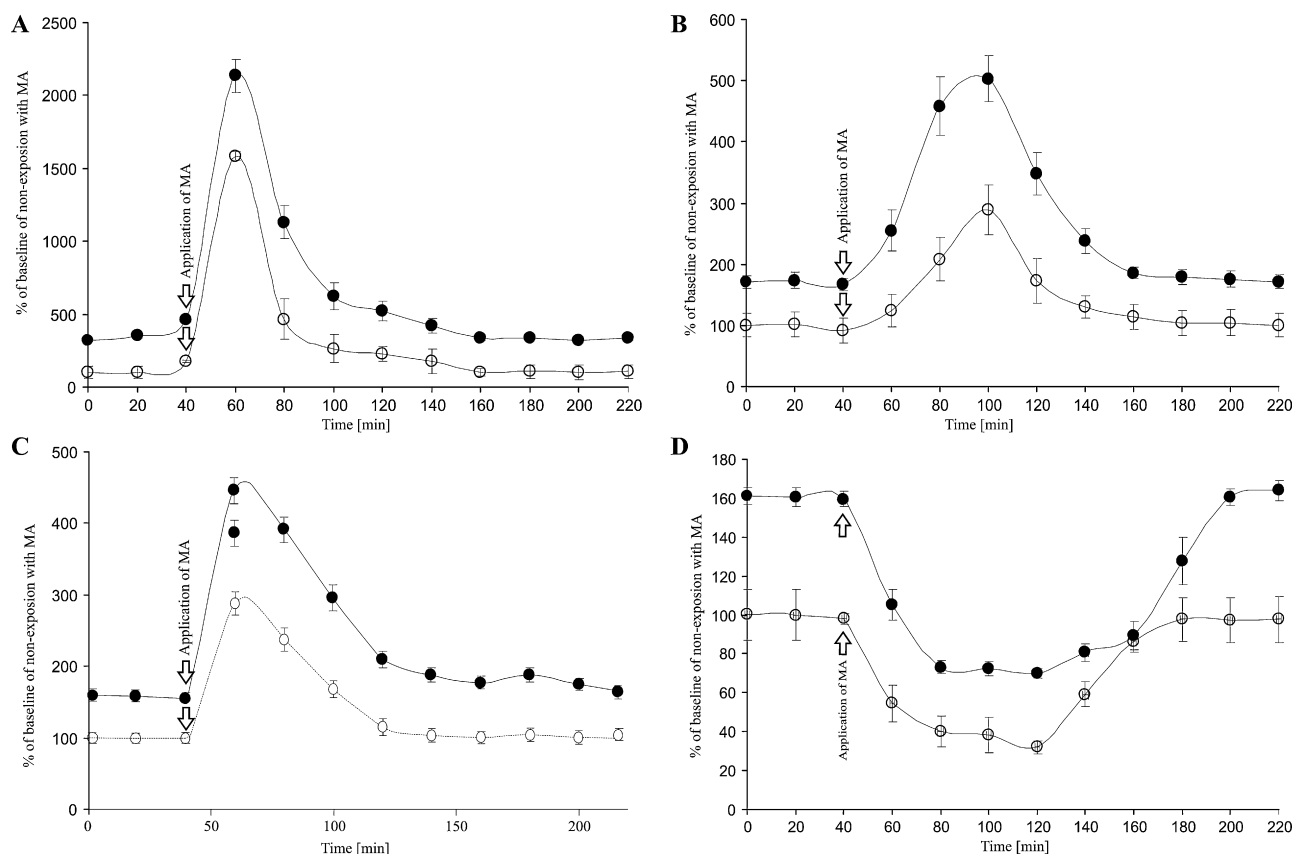 A
% of baseline of non-exposion with MA
2500
2000
1500
1000
500
0
Application of MA
0 20 40 60 80 100 120 140 160 180 200 220
Time [min]
B
% of baseline of non-exposion with MA
600
500
400
300
200
100
0
Application of MA
0 20 40 60 80 100 120 140 160 180 200 220
Time [min]
C
% of baseline of non-exposion with MA
500
400
300
200
100
0
Application of MA
0 50 100 150 200
Time [min]
D
% of baseline of non-exposion with MA
180
160
140
120
100
80
60
40
20
0
Application of MA
0 20 40 60 80 100 120 140 160 180 200 220
Time [min]